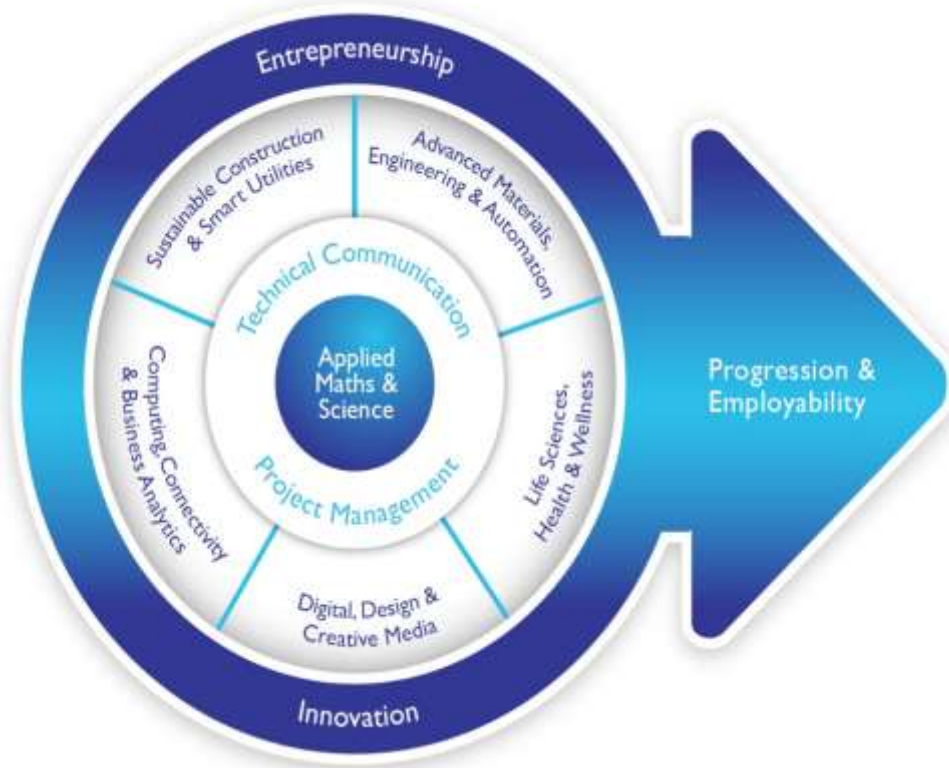 Entrepreneurship
Sustainable Construction
& Smart Utilities
Advanced Materials,
Engineering & Automation
Technical Communication
Applied
Maths &
Science
Project Management
Computing, Connectivity
& Business Analytics
Life Sciences,
Health & Wellness
Digital, Design &
Creative Media
Innovation
Progression &
Employability